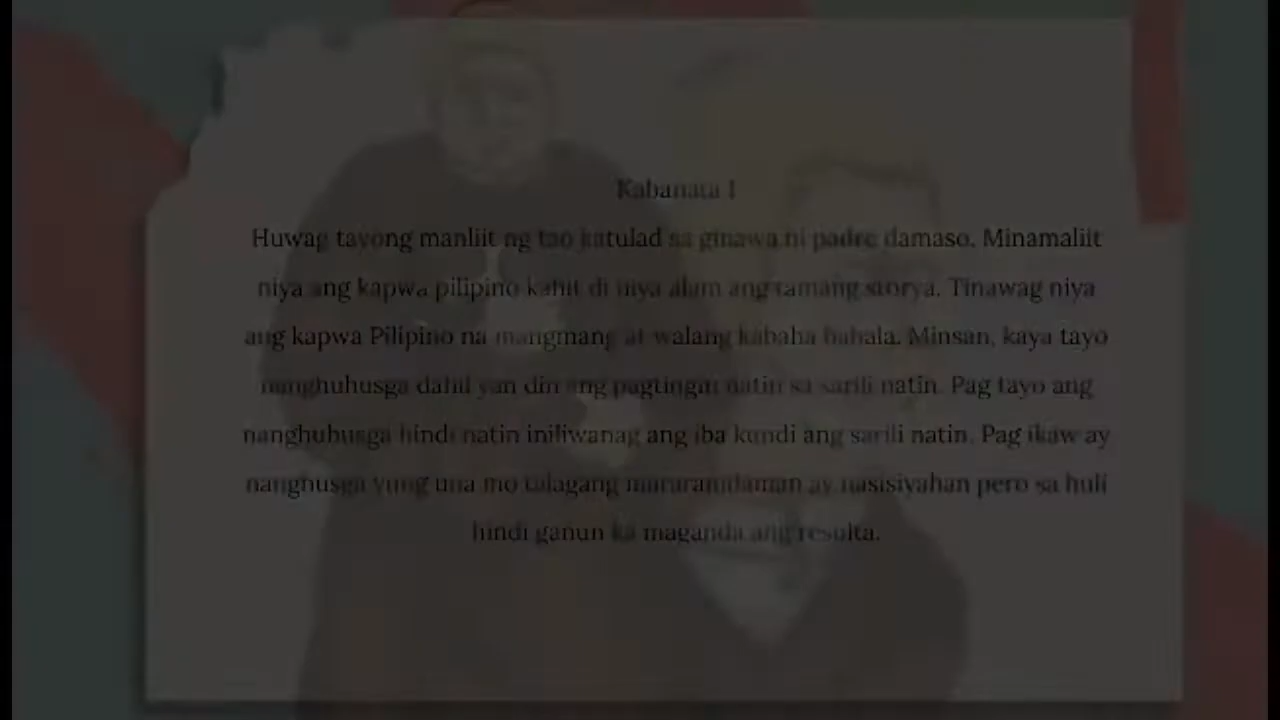 Kabanata 1
Huwag tayong manliit ng tao katulad sa ginawa ni padre damaso. Minamaliit
niya ang kapwa pilipino kahit di niya alam ang tamang storya. Tinawag niya
ang kapwa Pilipino na mangmang at walang kabaha bahala. Minsan, kaya tayo
nanghuhusga dahil yan din ang pagtingin natin sa sarili natin. Pag tayo ang
nanghuhusga hindi natin iniliwanag ang iba kundi ang sarili natin. Pag ikaw ay
nanghusga yung una mo talagang mararamdaman ay nasisiyahan pero sa huli
hindi ganun ka maganda ang resulta.